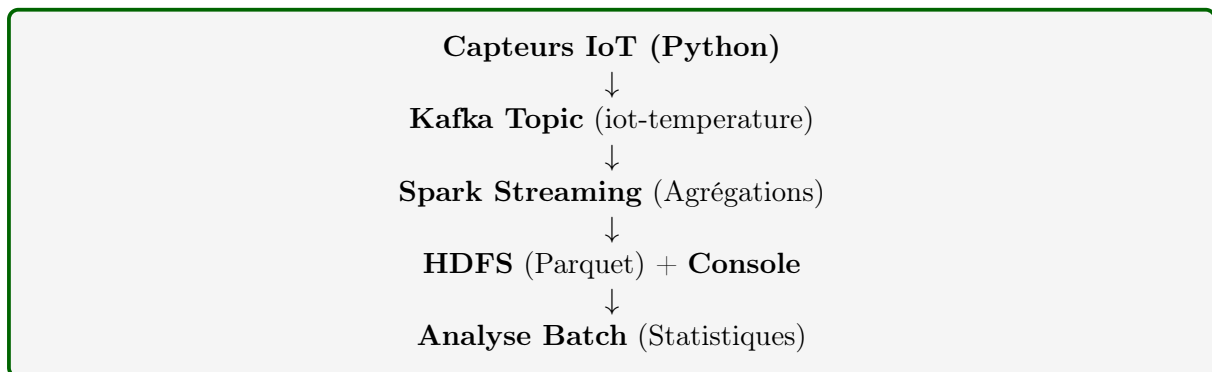 Capteurs IoT (Python)
↓
Kafka Topic (iot-temperature)
↓
Spark Streaming (Agrégations)
↓
HDFS (Parquet) + Console
↓
Analyse Batch (Statistiques)